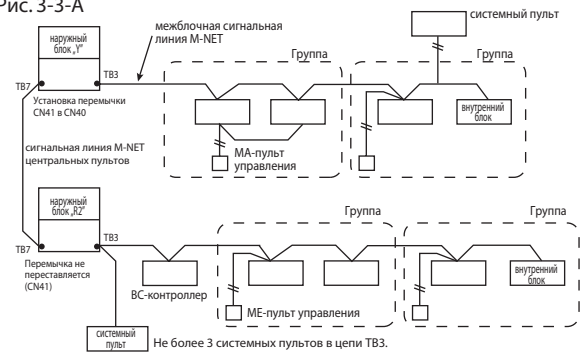 Рис. 3-3-А
системный пульт
наружный
блок „Y"
межблочная сигнальная
линия M-NET
Группа
Группа
TB7
TB3
Установка перемычки
CN41 в CN40
внутренний
блок
МА-пульт
управления
сигнальная линия M-NET
центральных пультов
наружный
блок „R2"
Группа
Группа
TB7
TB3
Перемычка не
переставляется
(CN41)
ВС-контроллер
внутренний
блок
МЕ-пульт управления
системный
пульт
Не более 3 системных пультов в цепи TB3.